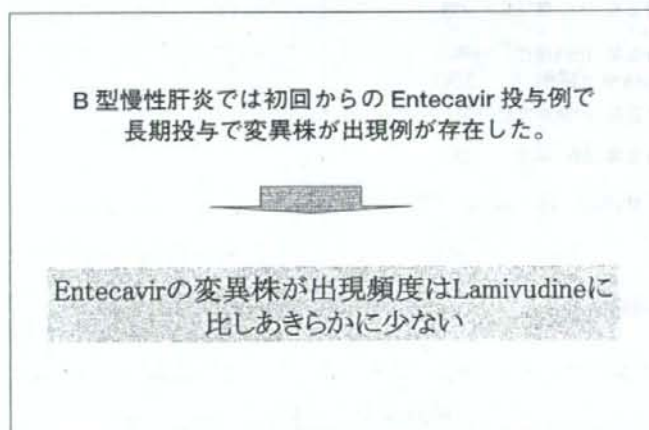 B 型慢性肝炎では初回からの Entecavir 投与例で
長期投与で変異株が出現例が存在した。
Entecavirの変異株が出現頻度はLamivudineに
比しあきらかに少ない